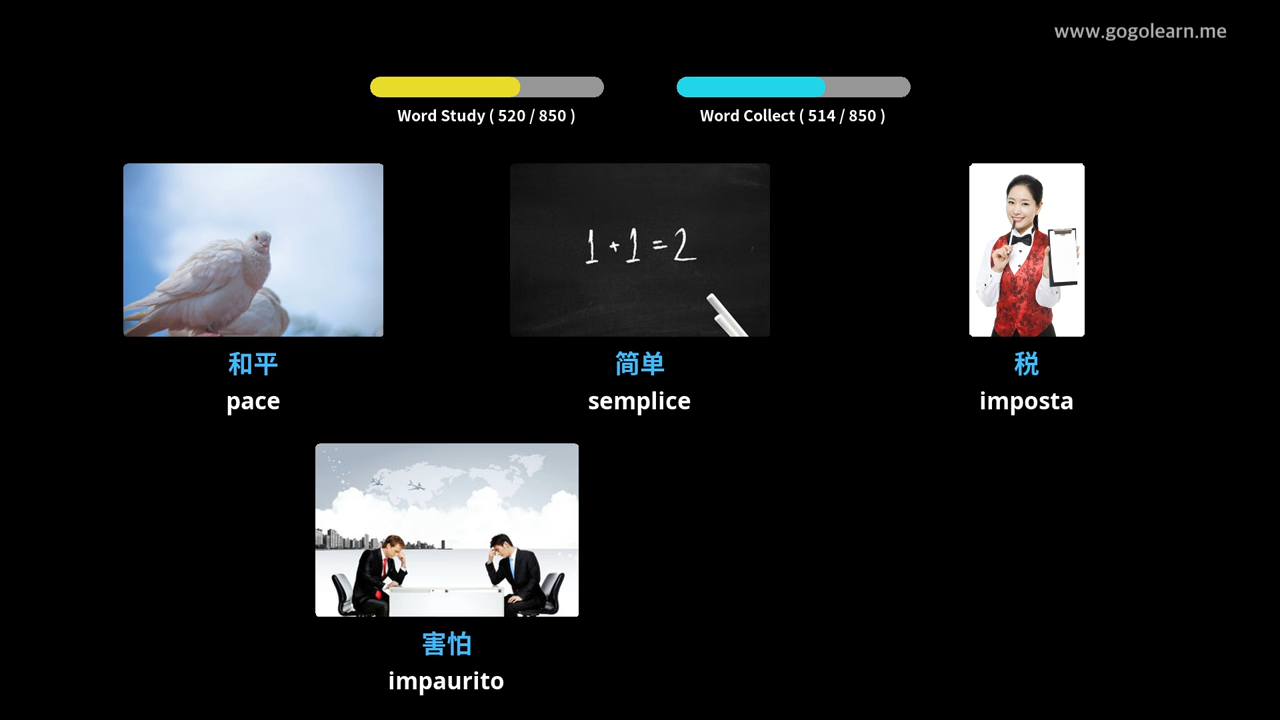 www.gogolearn.me
Word Study ( 520 / 850 )
Word Collect ( 514 / 850 )
1+1=2
和平
pace
简单
semplice
税
imposta
害怕
impaurito